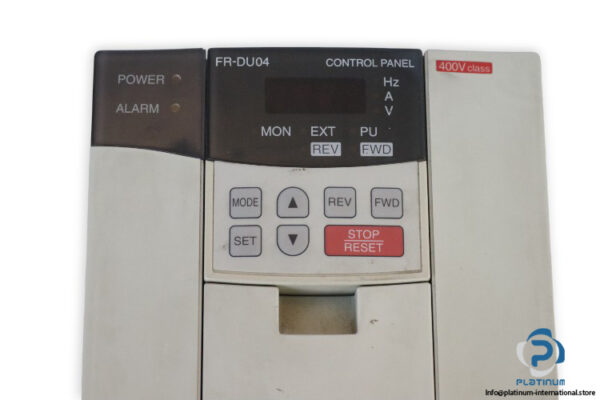 FR-DU04 CONTROL PANEL
400V class
POWER
ALARM
Hz
A
V
MON EXT PU
REV FWD
MODE REV FWD
SET STOP RESET
PLATINUM
Info@platinum-international.store